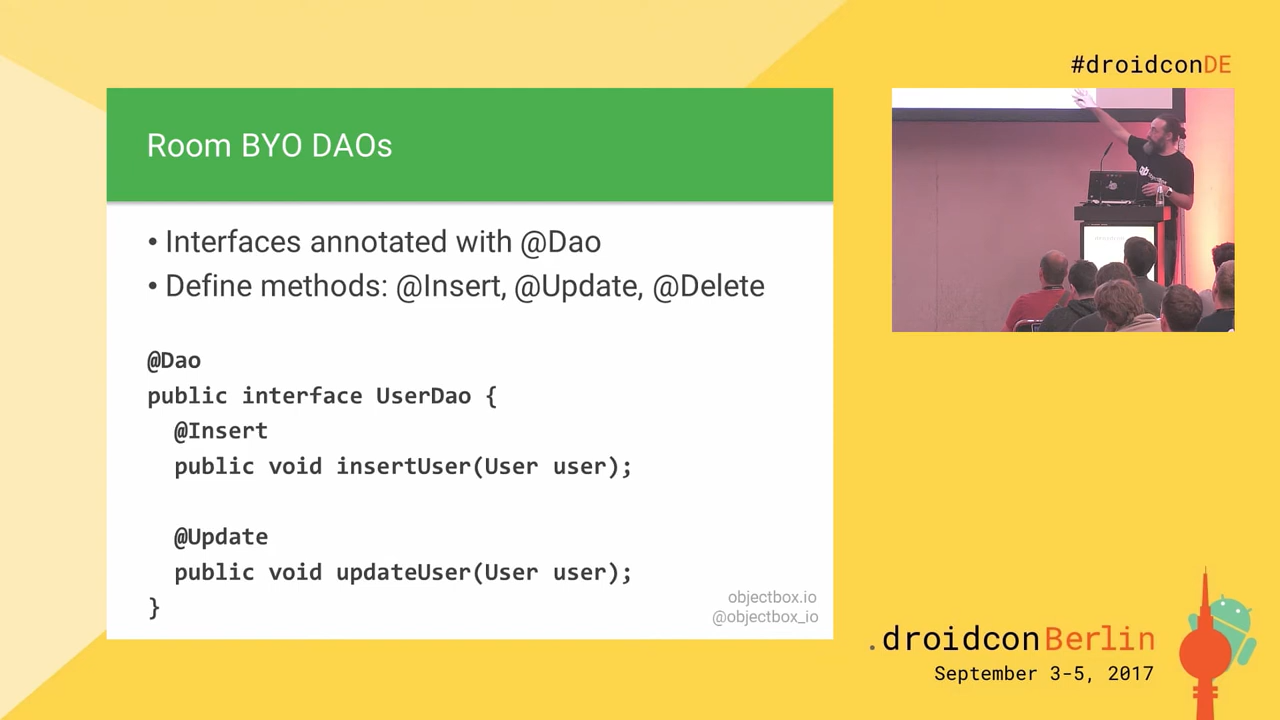 #droidconDE
Room BYO DAOs
• Interfaces annotated with @Dao
• Define methods: @Insert, @Update, @Delete
@Dao
public interface UserDao {
@Insert
public void insertUser(User user);
@Update
public void updateUser(User user);
}
objectbox.io
@objectbox_io
.droidconBerlin
September 3-5, 2017